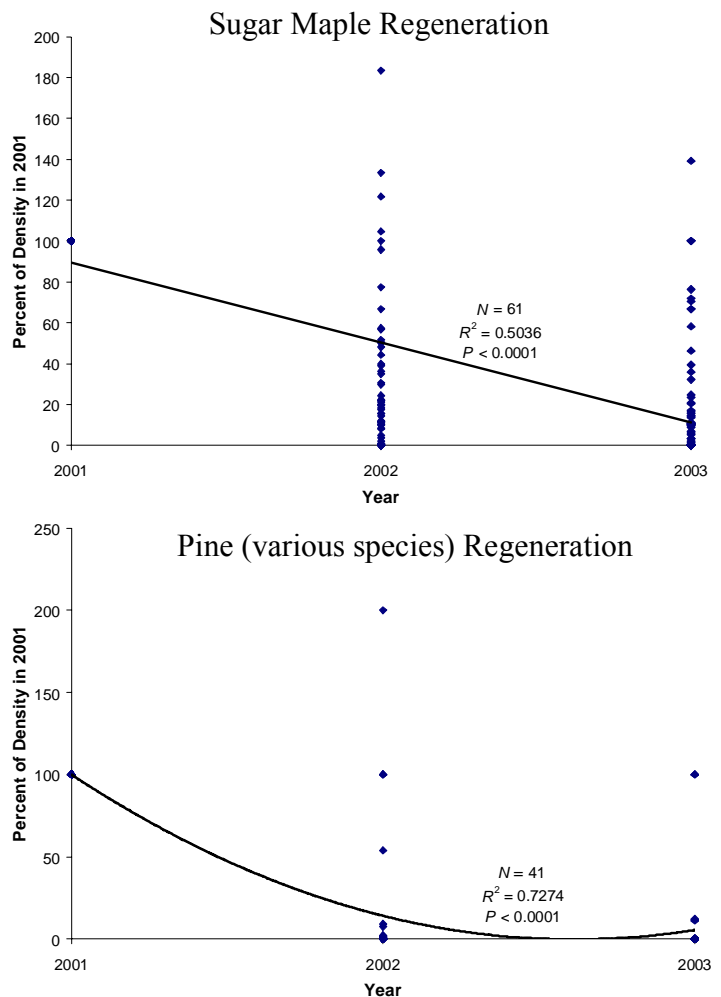 Sugar Maple Regeneration
200
180
160
140
120
100
80
60
40
20
0
Percent of Density in 2001
N = 61
R² = 0.5036
P < 0.0001
2001 2002 2003
Year
Pine (various species) Regeneration
250
200
150
100
50
0
Percent of Density in 2001
N = 41
R² = 0.7274
P < 0.0001
2001 2002 2003
Year